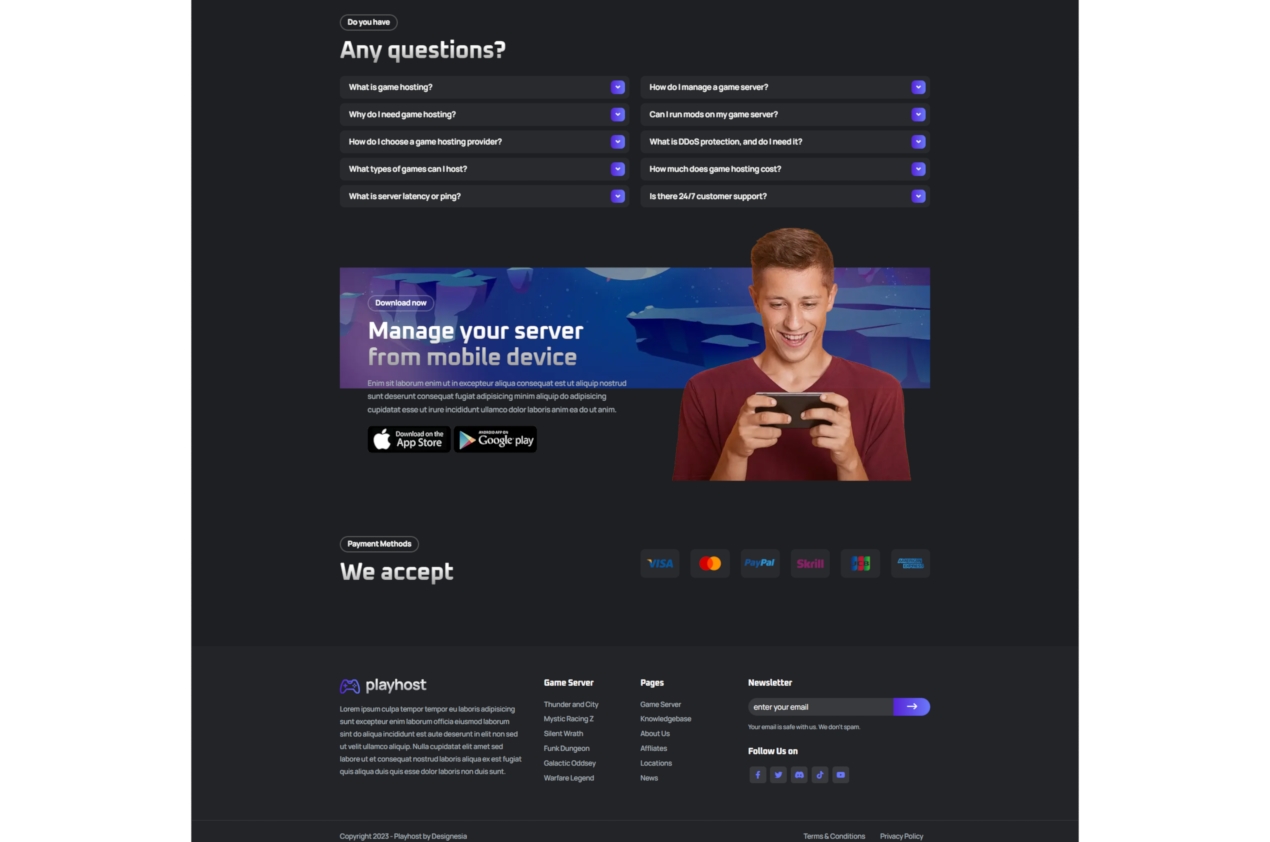 Do you have
Any questions?
What is game hosting?
Why do I need game hosting?
How do I choose a game hosting provider?
What types of games can I host?
What is server latency or ping?
How do I manage a game server?
Can I run mods on my game server?
What is DDoS protection, and do I need it?
How much does game hosting cost?
Is there 24/7 customer support?
Download now
Manage your server
from mobile device
Enim sit laborum enim ut in excepteur aliqua consequat est ut aliquip nostrud
sunt deserunt consequat fugiat adipisicing minim aliquip do adipisicing
cupidatat esse ut irure incididunt ullamco dolor laboris anim ea do ut anim.
Download on the
App Store
ANDROID APP ON
Google play
Payment Methods
We accept
VISA
PayPal
Skrill
JCB
playhost
Lorem ipsum culpa tempor tempor eu laboris adipisicing
sunt excepteur enim laborum officia eiusmod laborum
sint do aliqua incididunt est aute deserunt in elit non sed
ut velit ullamco aliquip. Nulla cupidatat elit amet sed
labore ut et consequat nostrud laboris aliqua ex est fugiat
quis aliqua duis quis esse dolor laboris non duis sunt.
Game Server
Thunder and City
Mystic Racing Z
Silent Wrath
Funk Dungeon
Galactic Oddsey
Warfare Legend
Pages
Game Server
Knowledgebase
About Us
Affliates
Locations
News
Newsletter
enter your email
Your email is safe with us. We don't spam.
Follow Us on
Copyright 2023 - Playhost by Designesia
Terms & Conditions
Privacy Policy